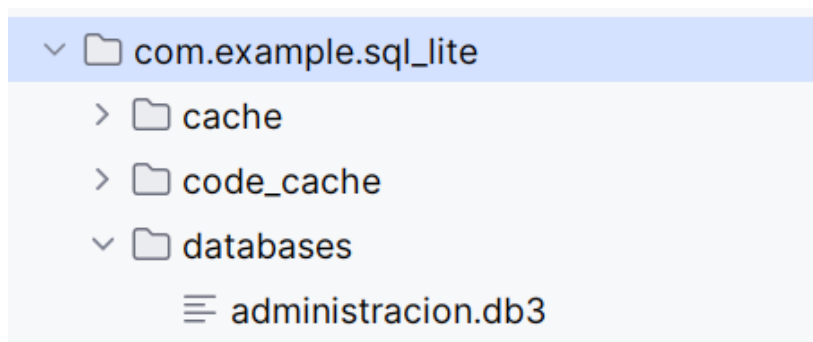 com.example.sql_lite
cache
code_cache
databases
administracion.db3